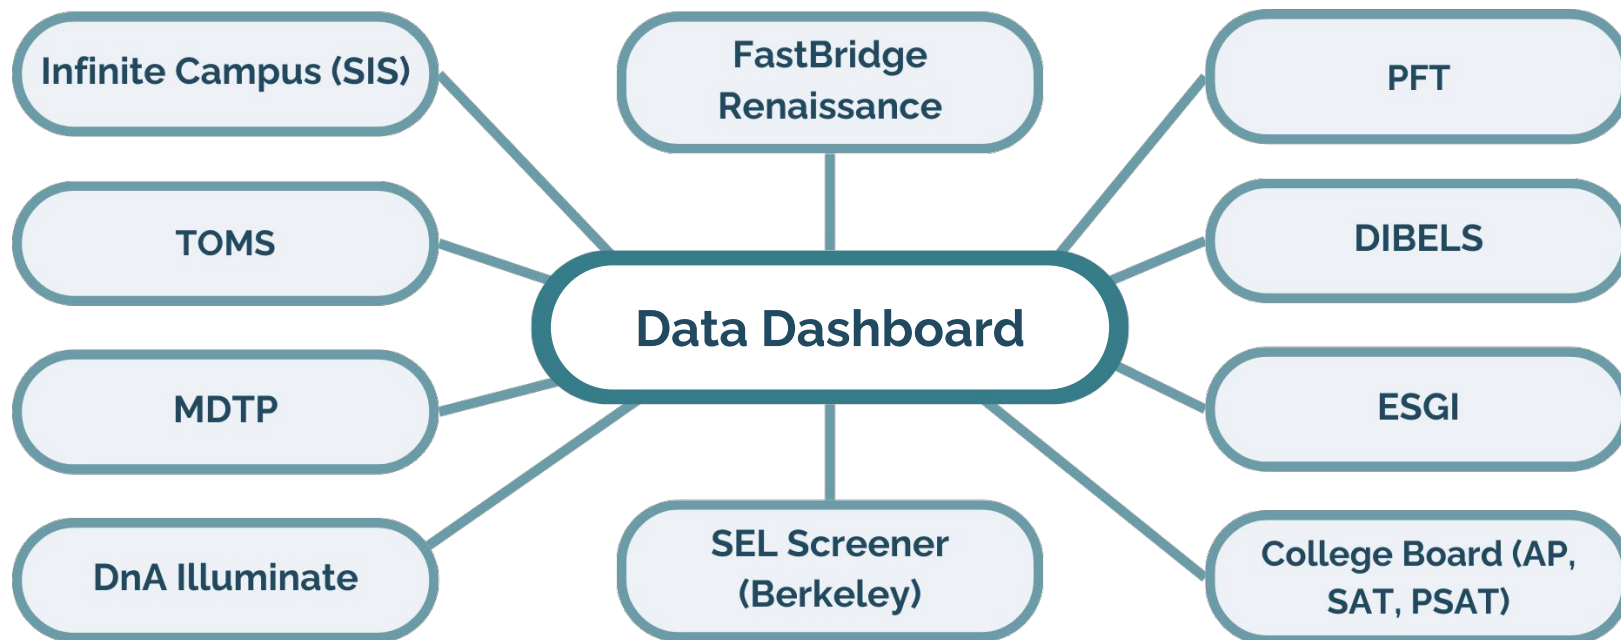 Infinite Campus (SIS)
FastBridge
Renaissance
PFT
TOMS
DIBELS
Data Dashboard
MDTP
ESGI
DnA Illuminate
SEL Screener
(Berkeley)
College Board (AP,
SAT, PSAT)